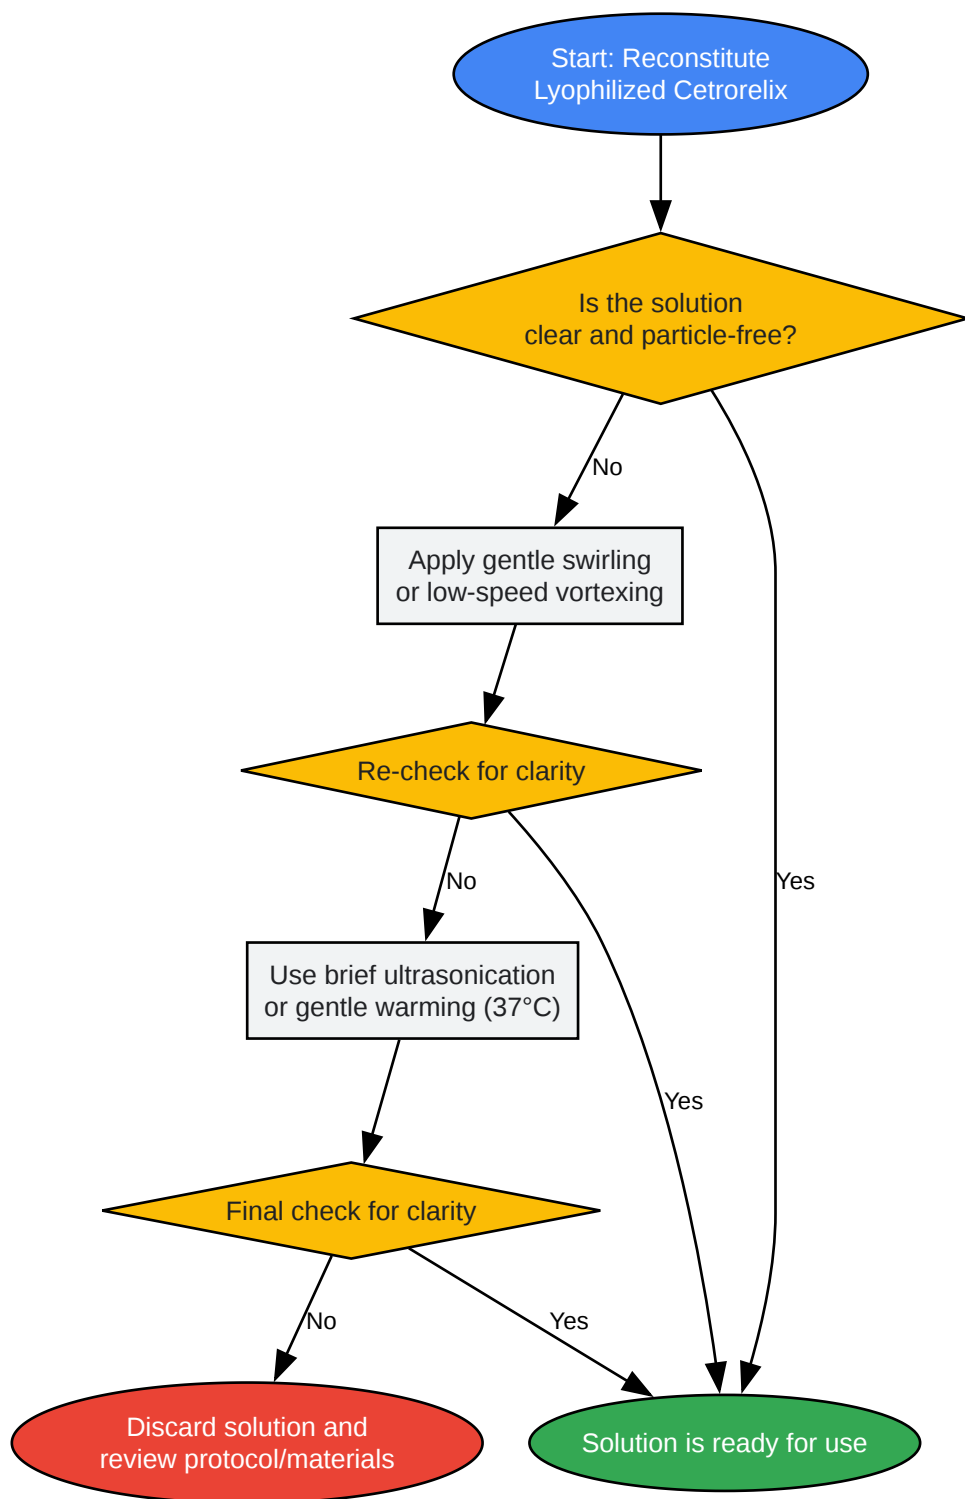 Start: Reconstitute
Lyophilized Cetrorelix
Is the solution
clear and particle-free?
No
Apply gentle swirling
or low-speed vortexing
Re-check for clarity
No
Yes
Use brief ultrasonication
or gentle warming (37°C)
Yes
Final check for clarity
No
Yes
Discard solution and
review protocol/materials
Solution is ready for use